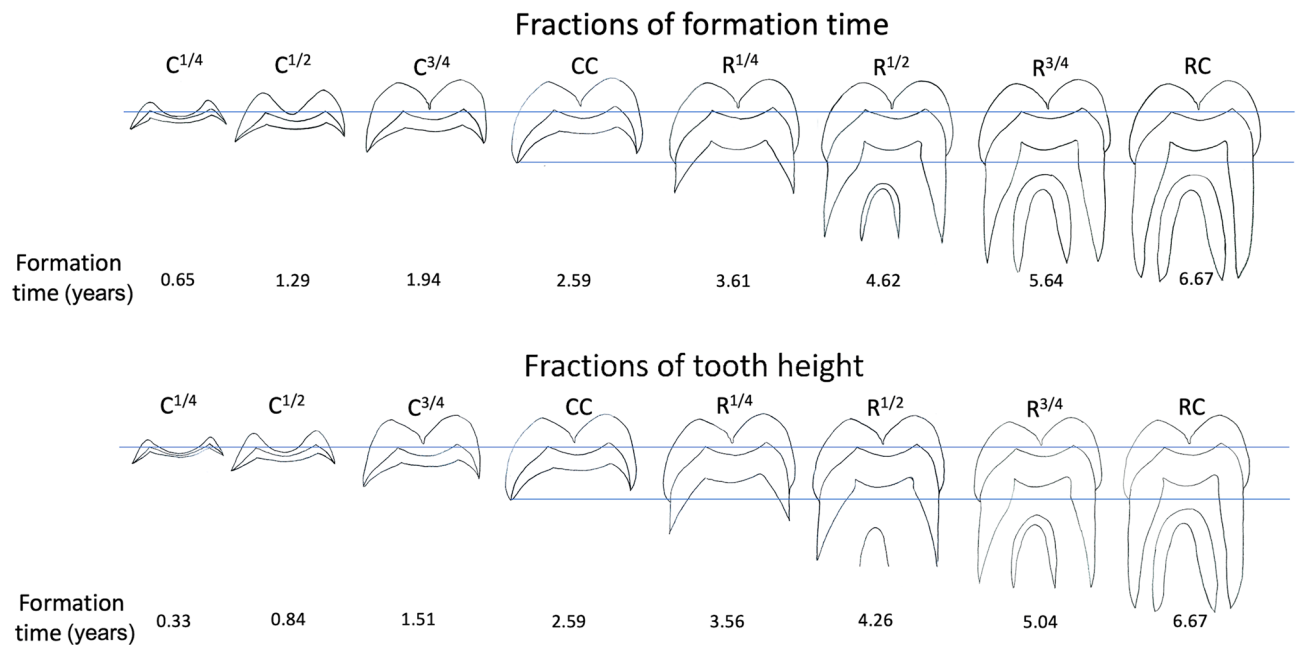 Fractions of formation time
C1/4 C1/2 C3/4 CC R1/4 R1/2 R3/4 RC
Formation
time (years) 0.65 1.29 1.94 2.59 3.61 4.62 5.64 6.67
Fractions of tooth height
C1/4 C1/2 C3/4 CC R1/4 R1/2 R3/4 RC
Formation
time (years) 0.33 0.84 1.51 2.59 3.56 4.26 5.04 6.67